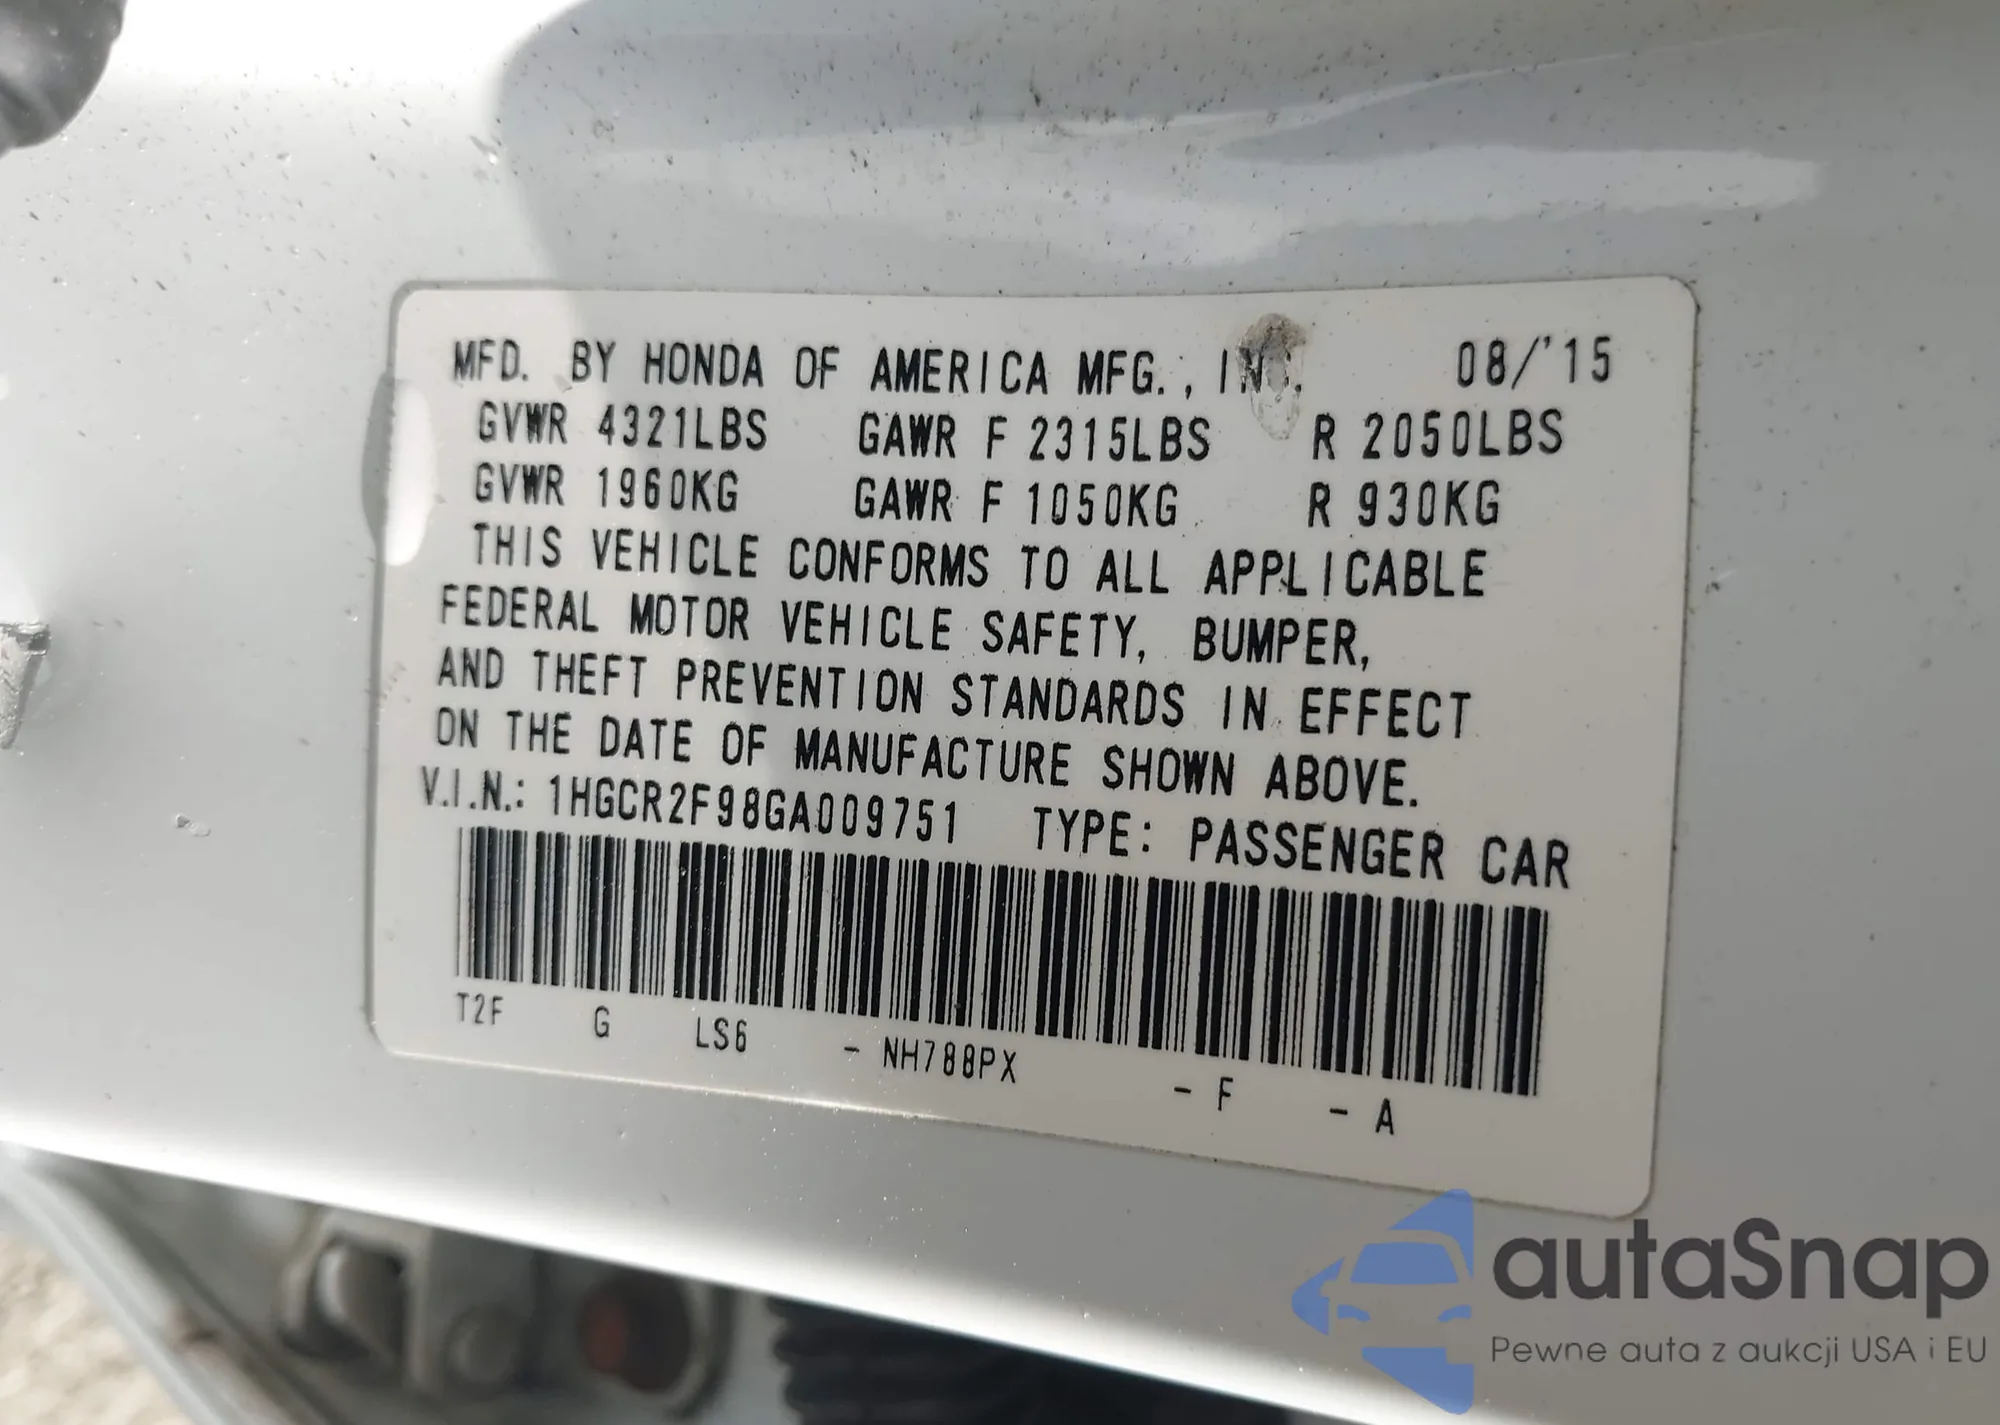 MFD. BY HONDA OF AMERICA MFG., INC. 08/'15
GVWR 4321LBS GAWR F 2315LBS R 2050LBS
GVWR 1960KG GAWR F 1050KG R 930KG
THIS VEHICLE CONFORMS TO ALL APPLICABLE
FEDERAL MOTOR VEHICLE SAFETY, BUMPER,
AND THEFT PREVENTION STANDARDS IN EFFECT
ON THE DATE OF MANUFACTURE SHOWN ABOVE.
V.I.N.: 1HGCR2F98GA009751 TYPE: PASSENGER CAR
T2F G LS6 - NH788PX - F - A
autaSnap
Pewne auta z aukcji USA i EU